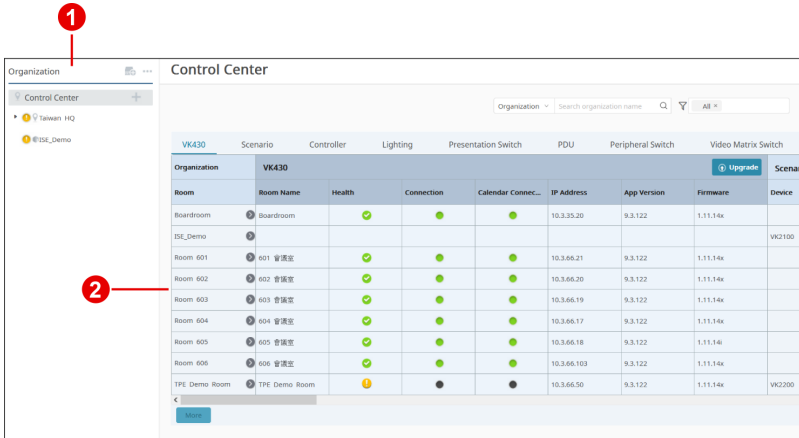 1
Organization
Control Center
Control Center
Organization Search organization name All ×
Taiwan HQ
ISE_Demo
VK430 Scenario Controller Lighting Presentation Switch PDU Peripheral Switch Video Matrix Switch
Organization VK430 Upgrade Scenar
Room Room Name Health Connection Calendar Connec... IP Address App Version Firmware Device
Boardroom Boardroom 10.3.35.20 9.3.122 1.11.14x
ISE_Demo VK2100
Room 601 601 會議室 10.3.66.21 9.3.122 1.11.14x
Room 602 602 會議室 10.3.66.20 9.3.122 1.11.14x
2
Room 603 603 會議室 10.3.66.19 9.3.122 1.11.14x
Room 604 604 會議室 10.3.66.17 9.3.122 1.11.14x
Room 605 605 會議室 10.3.66.18 9.3.122 1.11.14i
Room 606 606 會議室 10.3.66.103 9.3.122 1.11.14x
TPE Demo Room TPE Demo Room 10.3.66.50 9.3.122 1.11.14x VK2200
More